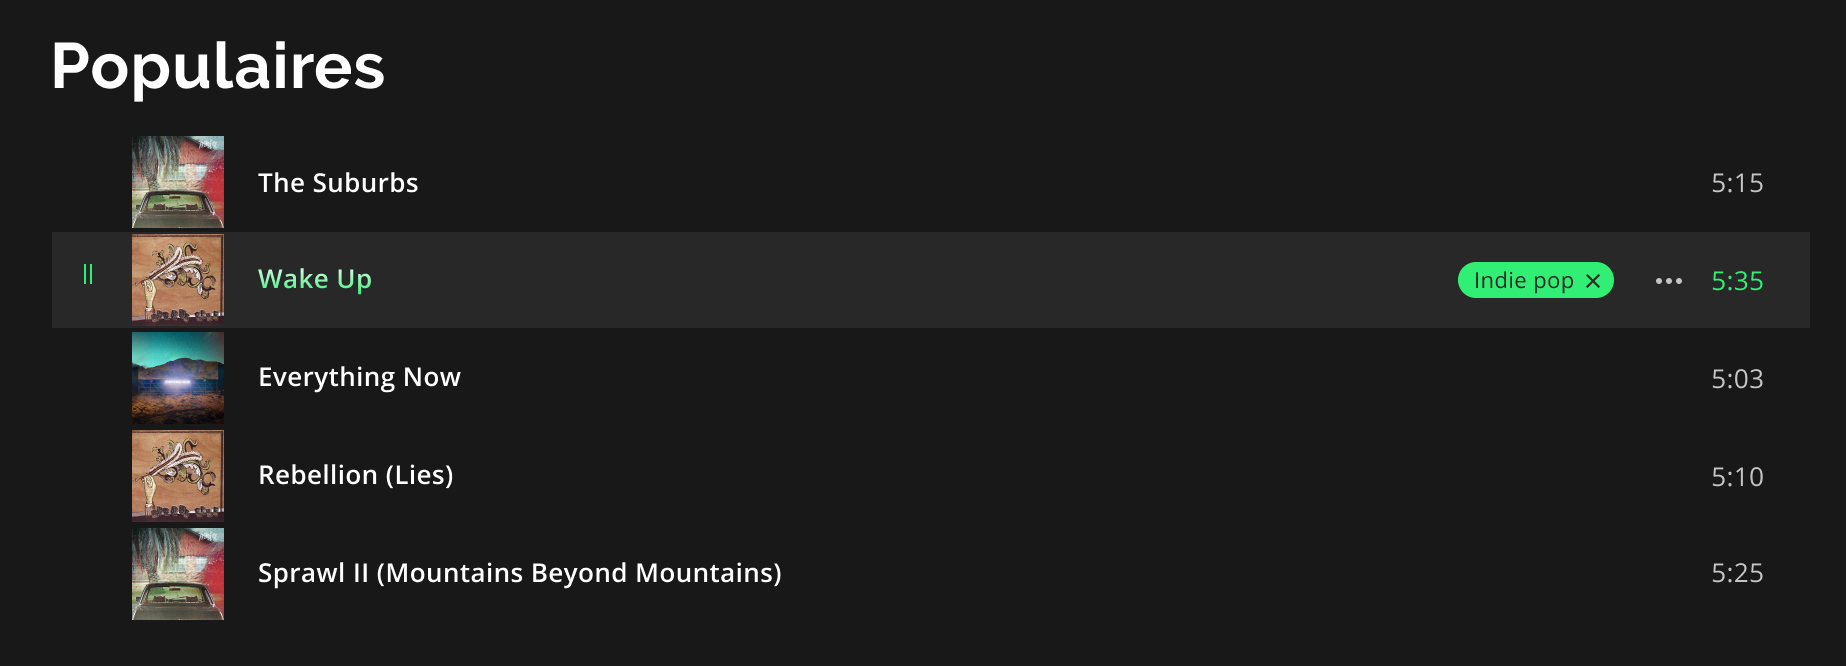 Populaires
The Suburbs 5:15
Wake Up Indie pop 5:35
Everything Now 5:03
Rebellion (Lies) 5:10
Sprawl II (Mountains Beyond Mountains) 5:25